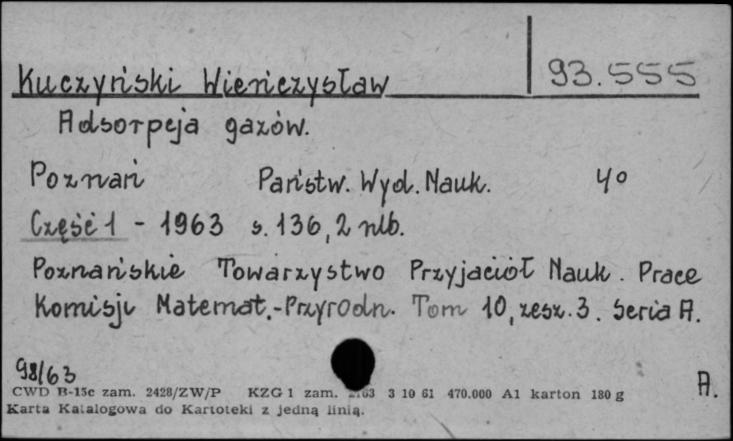 Kuczyński Wieńczysław 93.555
Adsorpcja gazów.
Poznań Państw. Wyd. Nauk. 4°
Część 1 - 1963 s. 136, 2 nlb.
Poznańskie Towarzystwo Przyjaciół Nauk. Prace
Komisji Matemat.-Przyrodn. Tom 10, zesz. 3. Seria A.
98/63 A.
CWD B-15c zam. 2428/ZW/P KZG 1 zam. 3 10 61 470.000 A1 karton 180 g
Karta Katalogowa do Kartoteki z jedną linią.